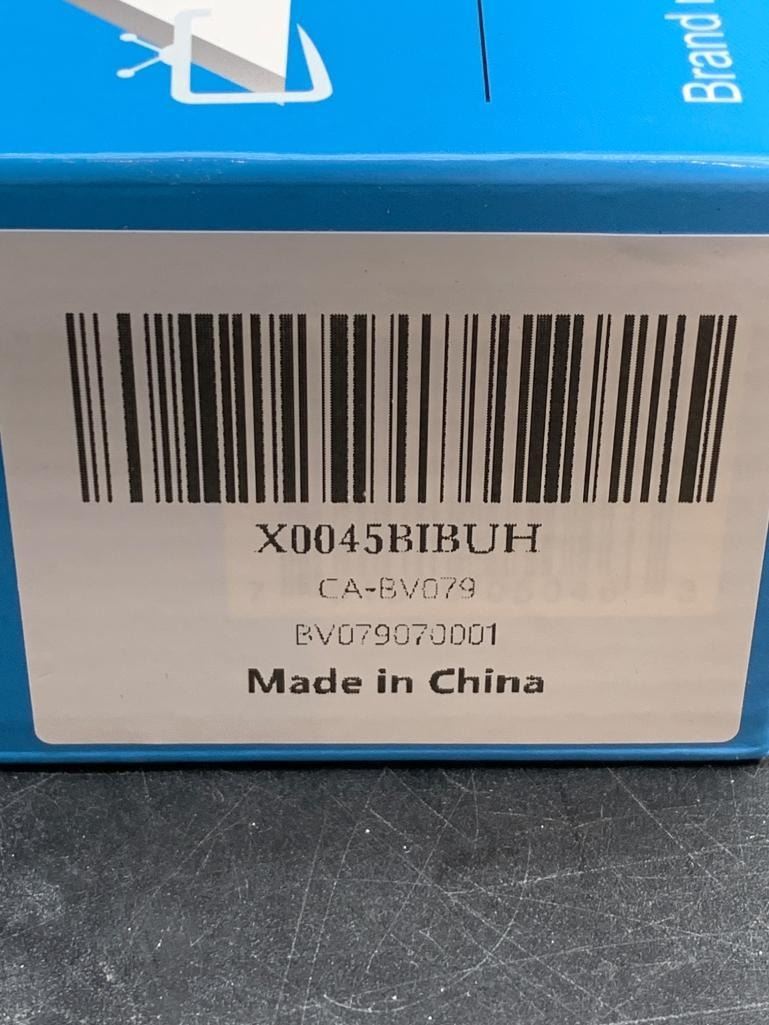 Brand
X0045BIBUH
CA-BV079
BV079070001
Made in China